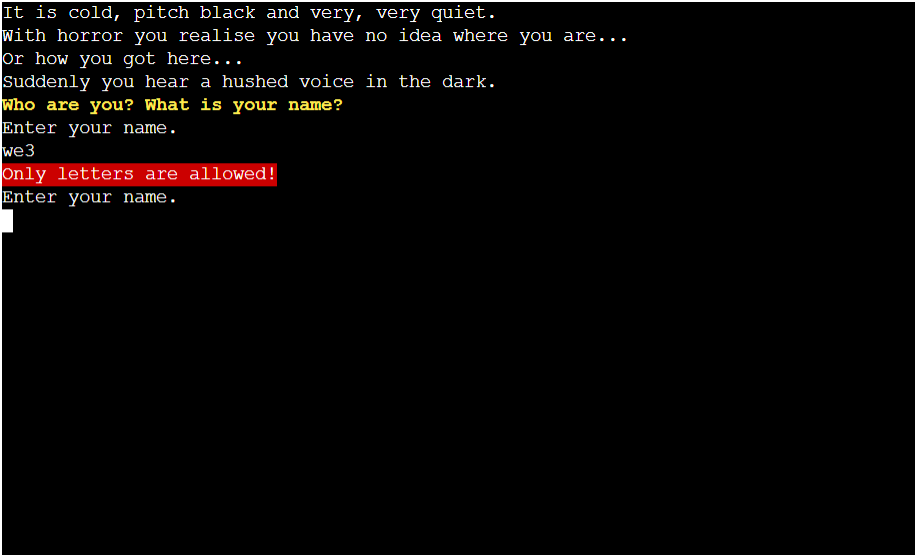 It is cold, pitch black and very, very quiet.
With horror you realise you have no idea where you are...
Or how you got here...
Suddenly you hear a hushed voice in the dark.
Who are you? What is your name?
Enter your name.
we3
Only letters are allowed!
Enter your name.